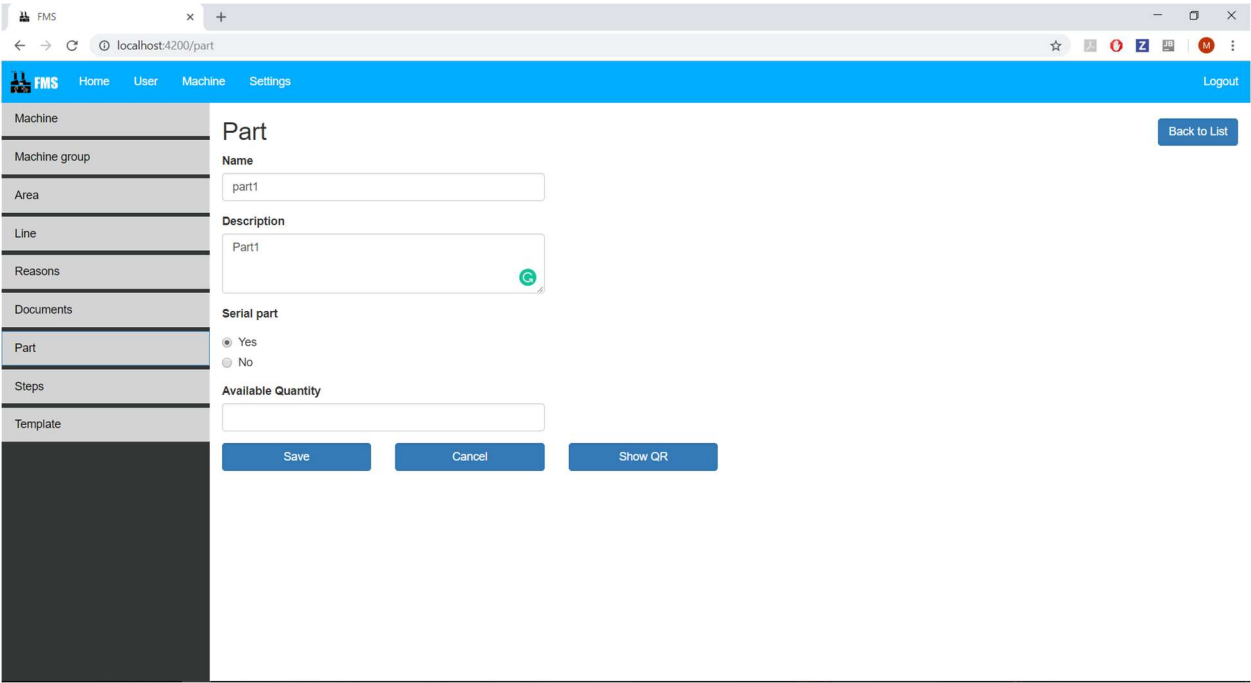 FMS
localhost:4200/part
FMS Home User Machine Settings Logout
Machine
Machine group
Area
Line
Reasons
Documents
Part
Steps
Template
Part
Back to List
Name
part1
Description
Part1
Serial part
Yes
No
Available Quantity
Save Cancel Show QR